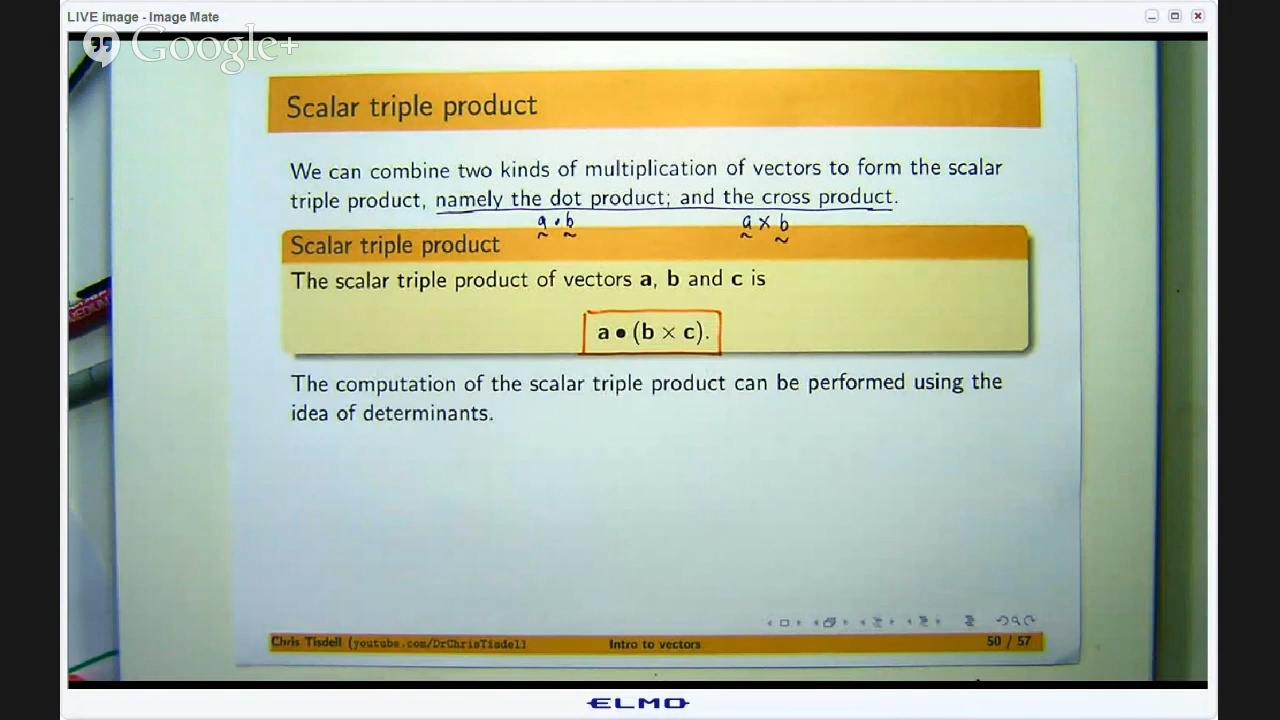 LIVE image - Image Mate
Google+
Scalar triple product
We can combine two kinds of multiplication of vectors to form the scalar
triple product, namely the dot product; and the cross product.
a · b a × b
Scalar triple product
The scalar triple product of vectors a, b and c is
a • (b × c).
The computation of the scalar triple product can be performed using the
idea of determinants.
Chris Tisdell (youtube.com/DrChrisTisdell) Intro to vectors 50 / 57
MEDIUM
ELMO